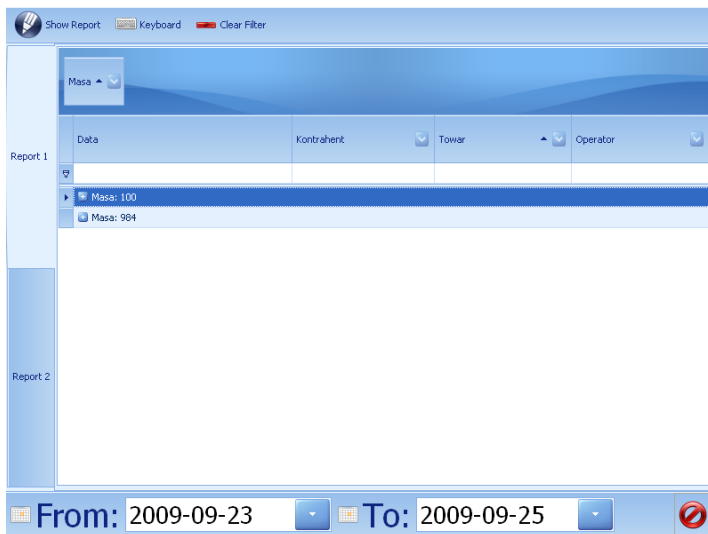 Show Report Keyboard Clear Filter
Masa
Data Kontrahent Towar Operator
Report 1
Masa: 100
Masa: 984
Report 2
From: 2009-09-23 To: 2009-09-25